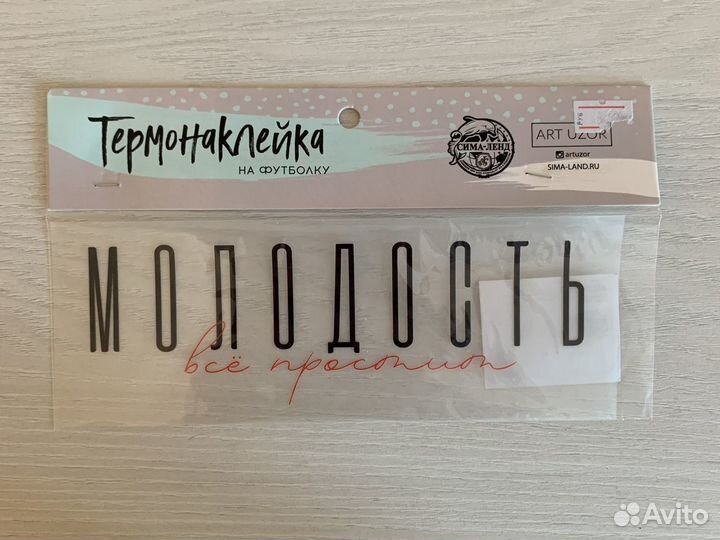 Термонаклейка
НА ФУТБОЛКУ
СИМА-ЛЕНД
ART UZOR
artuzor
SIMA-LAND.RU
МОЛОДОСТЬ
всё простит
Avito